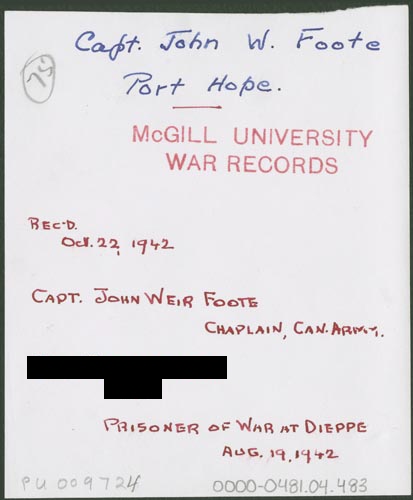 Capt. John W. Foote
75
Port Hope.
McGILL UNIVERSITY
WAR RECORDS
REC'D.
Oct. 22, 1942
CAPT. JOHN WEIR FOOTE
CHAPLAIN, CAN. ARMY.
PRISONER OF WAR AT DIEPPE
AUG. 19, 1942
PU 009724
0000-0481.04.483